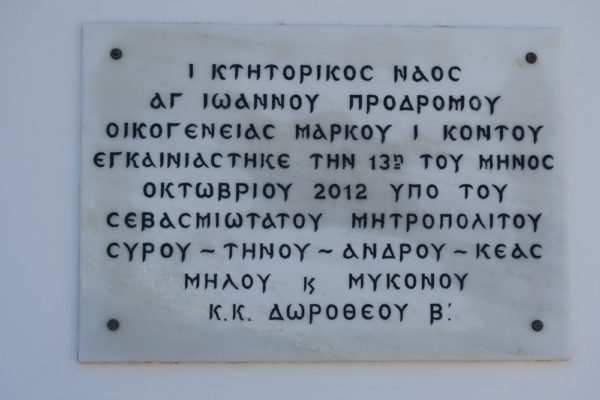 Ι ΚΤΗΤΟΡΙΚΟϹ ΝΑΟϹ
ΑΓ ΙΩΑΝΝΟΥ ΠΡΟΔΡΟΜΟΥ
ΟΙΚΟΓΕΝΕΙΑϹ ΜΑΡΚΟΥ Ι ΚΟΝΤΟΥ
ΕΓΚΑΙΝΙΑϹΤΗΚΕ ΤΗΝ 13η ΤΟΥ ΜΗΝΟϹ
ΟΚΤΩΒΡΙΟΥ 2012 ΥΠΟ ΤΟΥ
ϹΕΒΑϹΜΙΩΤΑΤΟΥ ΜΗΤΡΟΠΟΛΙΤΟΥ
ϹΥΡΟΥ ~ ΤΗΝΟΥ ~ ΑΝΔΡΟΥ ~ ΚΕΑϹ
ΜΗΛΟΥ ϗ ΜΥΚΟΝΟΥ
Κ.Κ. ΔΩΡΟΘΕΟΥ Β΄.